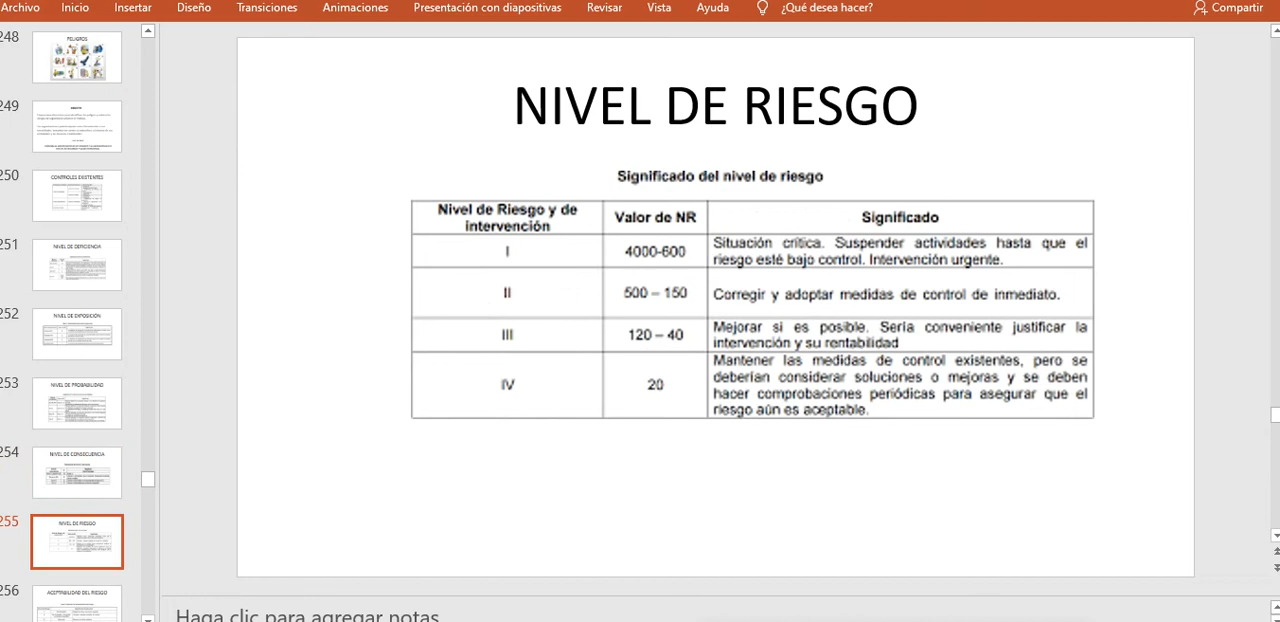 Archivo Inicio Insertar Diseño Transiciones Animaciones Presentación con diapositivas Revisar Vista Ayuda ¿Qué desea hacer? Compartir
248
PELIGROS
249
250
CONTROLES EXISTENTES
251
NIVEL DE DEFICIENCIA
252
NIVEL DE EXPOSICIÓN
253
NIVEL DE PROBABILIDAD
254
NIVEL DE CONSECUENCIA
255
NIVEL DE RIESGO
256
ACEPTABILIDAD DEL RIESGO
NIVEL DE RIESGO
Significado del nivel de riesgo
Nivel de Riesgo y de
intervención
Valor de NR
Significado
I
4000-600
Situación crítica. Suspender actividades hasta que el
riesgo esté bajo control. Intervención urgente.
II
500 – 150
Corregir y adoptar medidas de control de inmediato.
III
120 – 40
Mejorar si es posible. Sería conveniente justificar la
intervención y su rentabilidad
IV
20
Mantener las medidas de control existentes, pero se
deberían considerar soluciones o mejoras y se deben
hacer comprobaciones periódicas para asegurar que el
riesgo aún es aceptable.
Haga clic para agregar notas